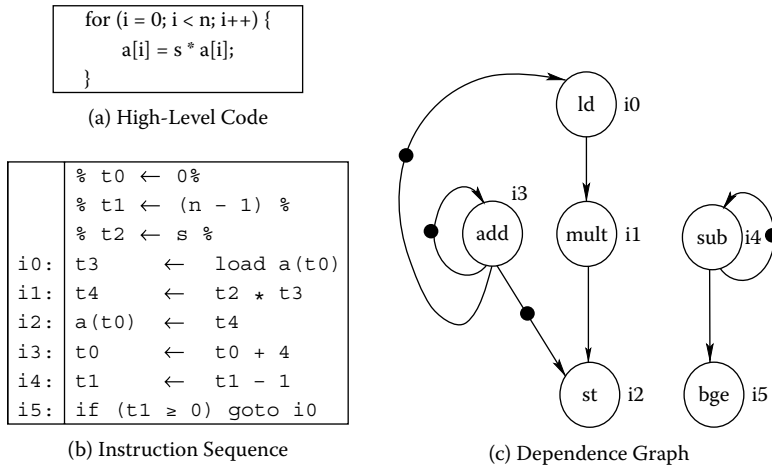 for (i = 0; i < n; i++) {
a[i] = s * a[i];
}
(a) High-Level Code
% t0 ← 0%
% t1 ← (n - 1) %
% t2 ← s %
i0: t3 ← load a(t0)
i1: t4 ← t2 * t3
i2: a(t0) ← t4
i3: t0 ← t0 + 4
i4: t1 ← t1 - 1
i5: if (t1 ≥ 0) goto i0
(b) Instruction Sequence
ld i0
i3
add mult i1 sub i4
st i2 bge i5
(c) Dependence Graph